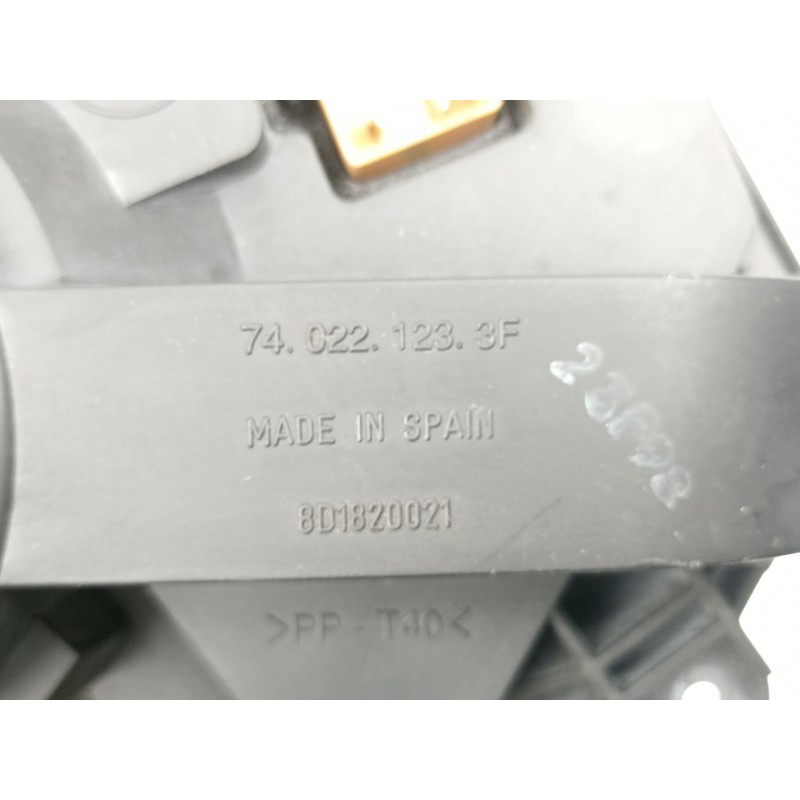 74. 022. 123. 3F
MADE IN SPAIN
8D1820021
>PP - T40<